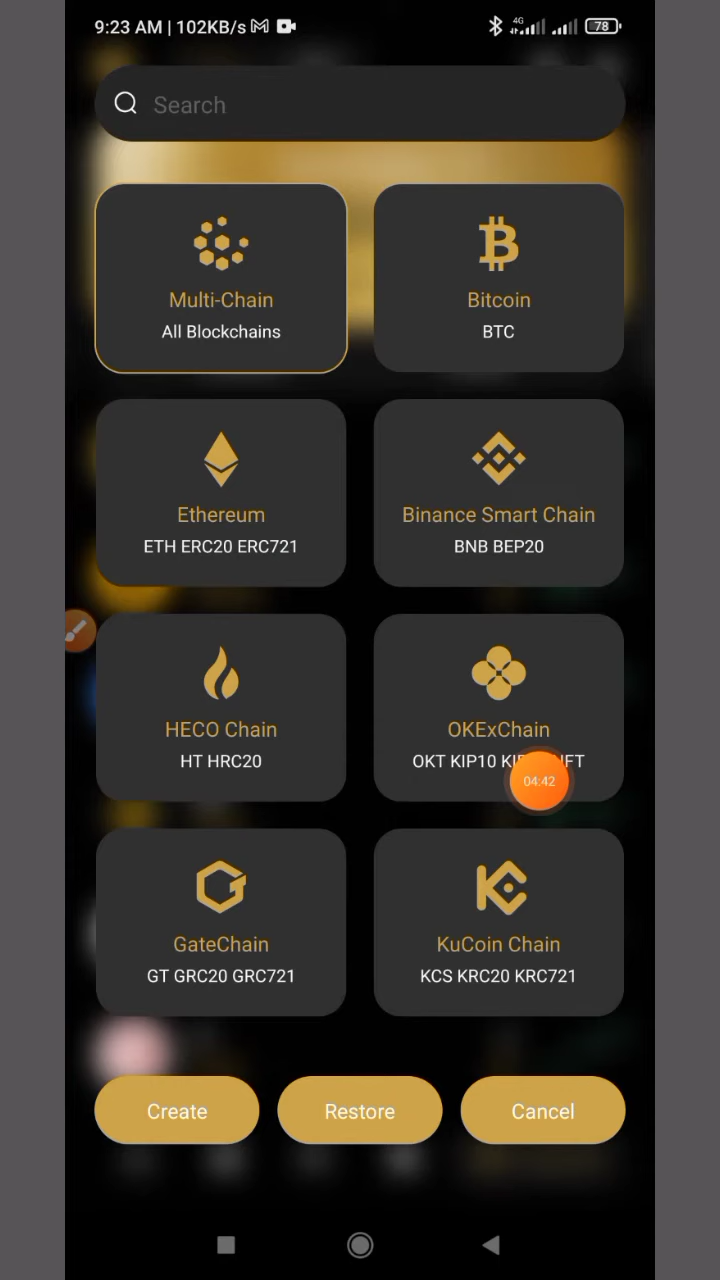 9:23 AM | 102KB/s
4G
78
Search
Multi-Chain
All Blockchains
Bitcoin
BTC
Ethereum
ETH ERC20 ERC721
Binance Smart Chain
BNB BEP20
HECO Chain
HT HRC20
OKExChain
OKT KIP10
04:42
GateChain
GT GRC20 GRC721
KuCoin Chain
KCS KRC20 KRC721
Create
Restore
Cancel